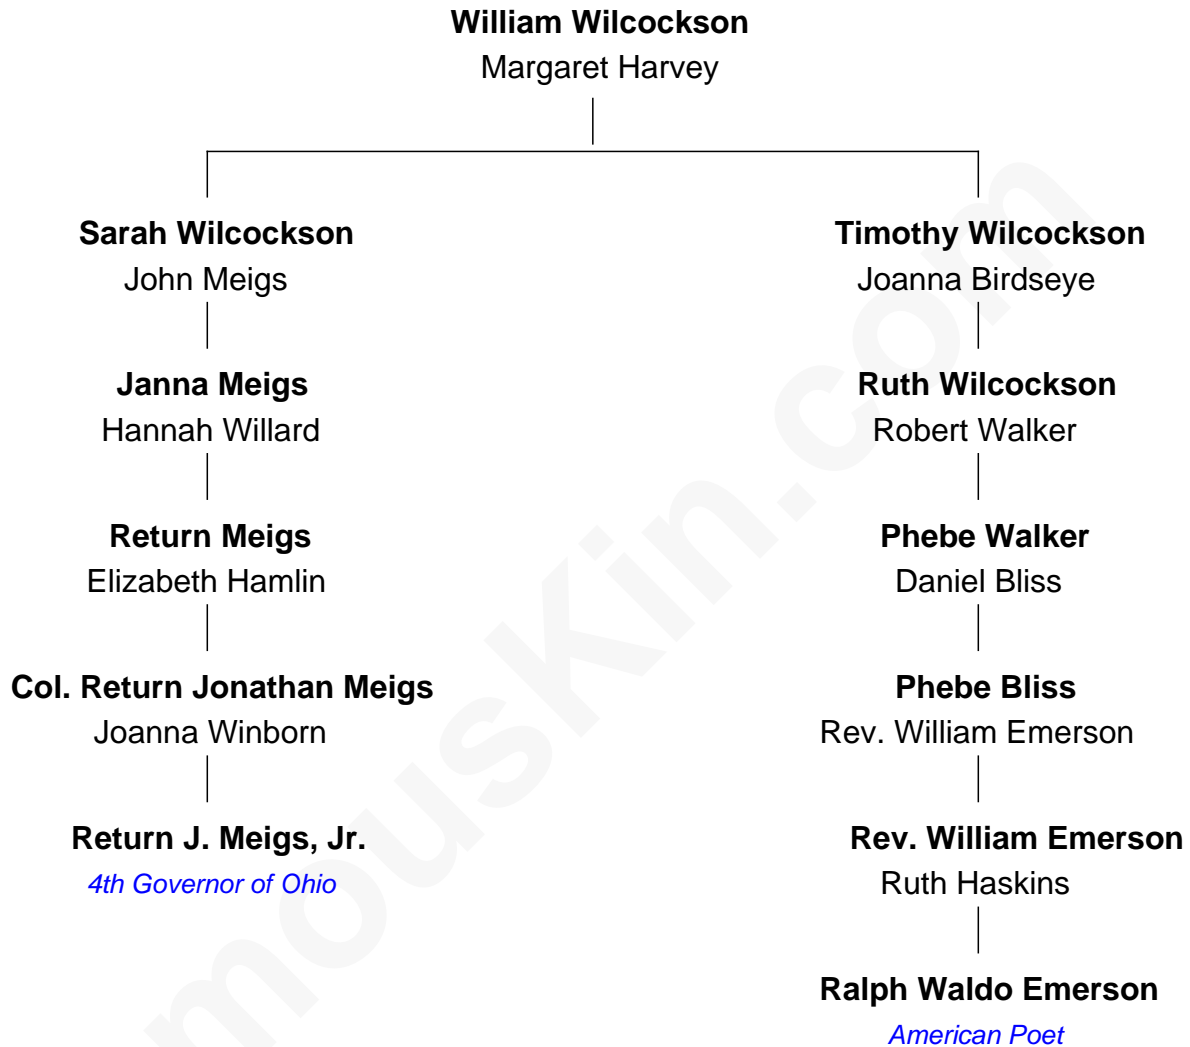 William Wilcockson
Margaret Harvey
Sarah Wilcockson
John Meigs
Timothy Wilcockson
Joanna Birdseye
Janna Meigs
Hannah Willard
Ruth Wilcockson
Robert Walker
Return Meigs
Elizabeth Hamlin
Phebe Walker
Daniel Bliss
Col. Return Jonathan Meigs
Joanna Winborn
Phebe Bliss
Rev. William Emerson
Return J. Meigs, Jr.
4th Governor of Ohio
Rev. William Emerson
Ruth Haskins
Ralph Waldo Emerson
American Poet
mousKin.com